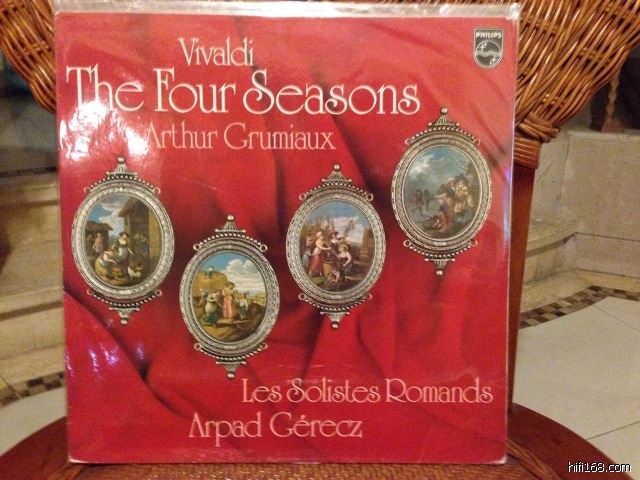 Vivaldi
PHILIPS
The Four Seasons
Arthur Grumiaux
Les Solistes Romands
Arpad Gérecz
hifi168.com